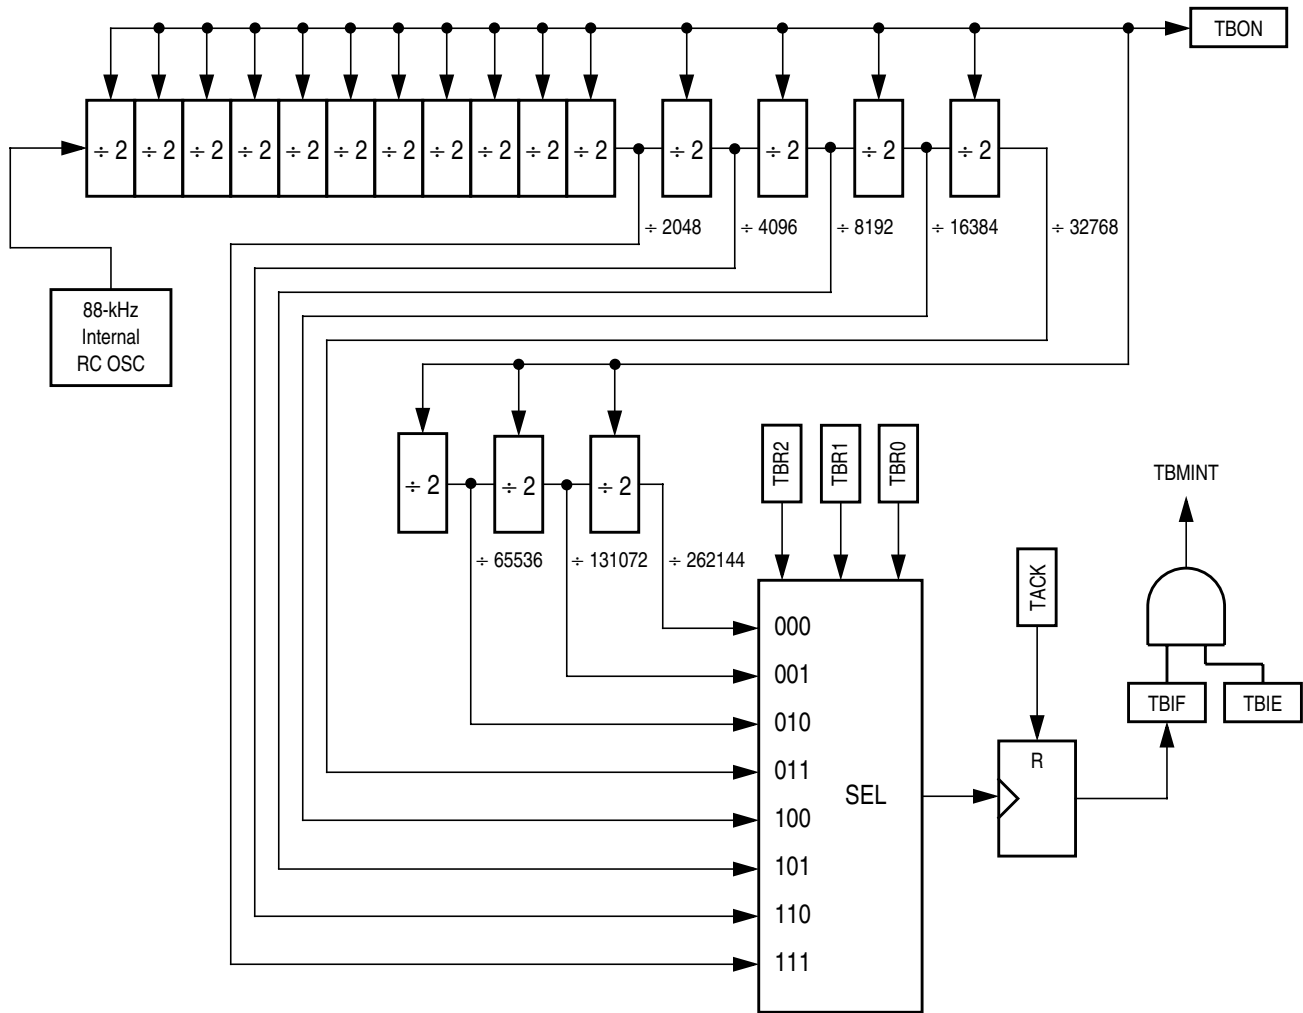 TBON
÷ 2 ÷ 2 ÷ 2 ÷ 2 ÷ 2 ÷ 2 ÷ 2 ÷ 2 ÷ 2 ÷ 2 ÷ 2 ÷ 2 ÷ 2 ÷ 2 ÷ 2
÷ 2048 ÷ 4096 ÷ 8192 ÷ 16384 ÷ 32768
88-kHz
Internal
RC OSC
÷ 2 ÷ 2 ÷ 2
÷ 65536 ÷ 131072 ÷ 262144
TBR2 TBR1 TBR0
TBMINT
TACK
000
001
010
011
100
101
110
111
SEL
R
TBIF TBIE